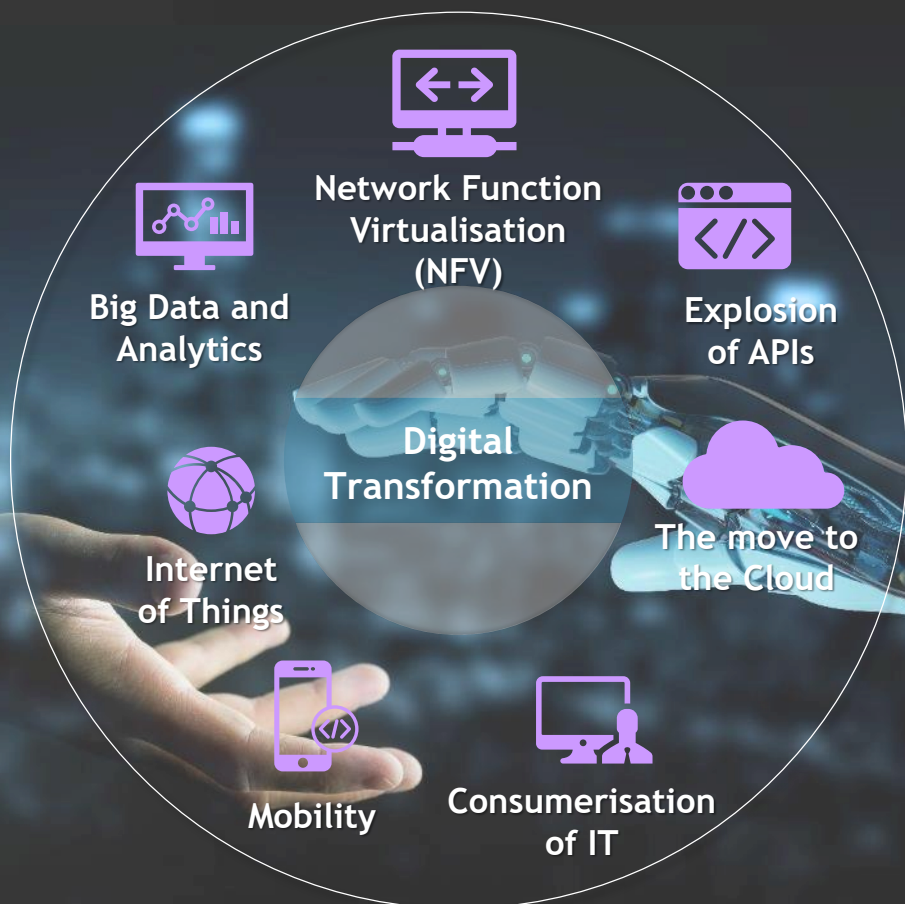 Network Function
Virtualisation
(NFV)
Big Data and
Analytics
Explosion
of APIs
Digital
Transformation
The move to
the Cloud
Internet
of Things
Mobility
Consumerisation
of IT